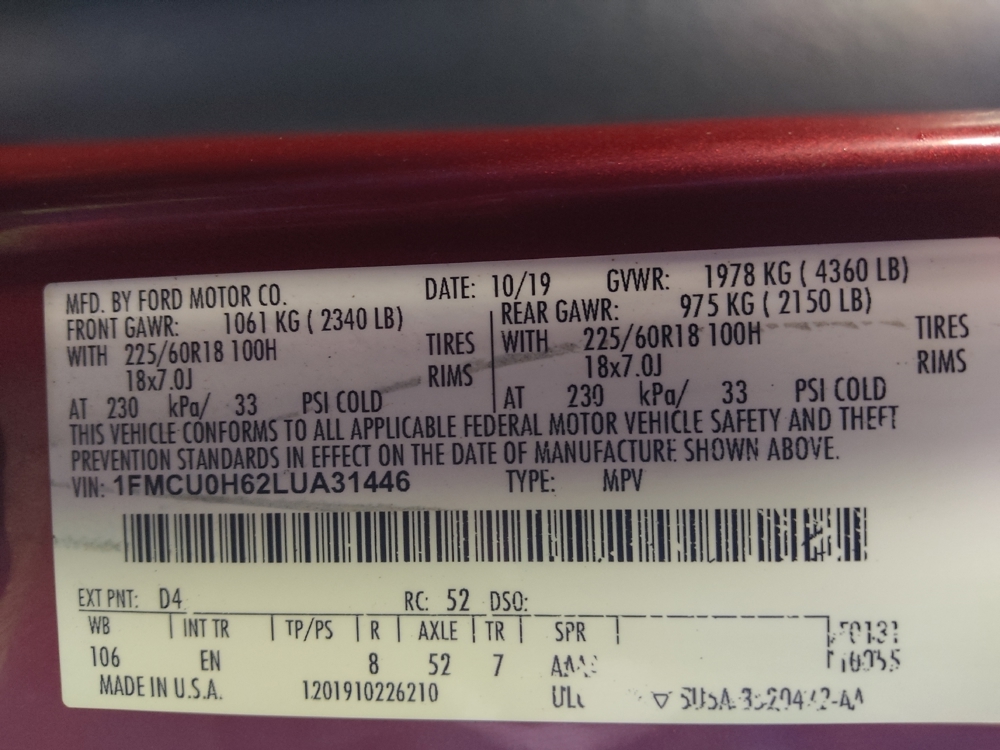 MFD. BY FORD MOTOR CO. DATE: 10/19 GVWR: 1978 KG ( 4360 LB)
FRONT GAWR: 1061 KG ( 2340 LB) REAR GAWR: 975 KG ( 2150 LB)
WITH 225/60R18 100H TIRES WITH 225/60R18 100H TIRES
18x7.0J RIMS 18x7.0J RIMS
AT 230 kPa/ 33 PSI COLD AT 230 kPa/ 33 PSI COLD
THIS VEHICLE CONFORMS TO ALL APPLICABLE FEDERAL MOTOR VEHICLE SAFETY AND THEFT
PREVENTION STANDARDS IN EFFECT ON THE DATE OF MANUFACTURE SHOWN ABOVE.
VIN: 1FMCU0H62LUA31446 TYPE: MPV
EXT PNT: D4 RC: 52 DSO:
WB INT TR TP/PS R AXLE TR SPR
106 EN 8 52 7
MADE IN U.S.A. 1201910226210